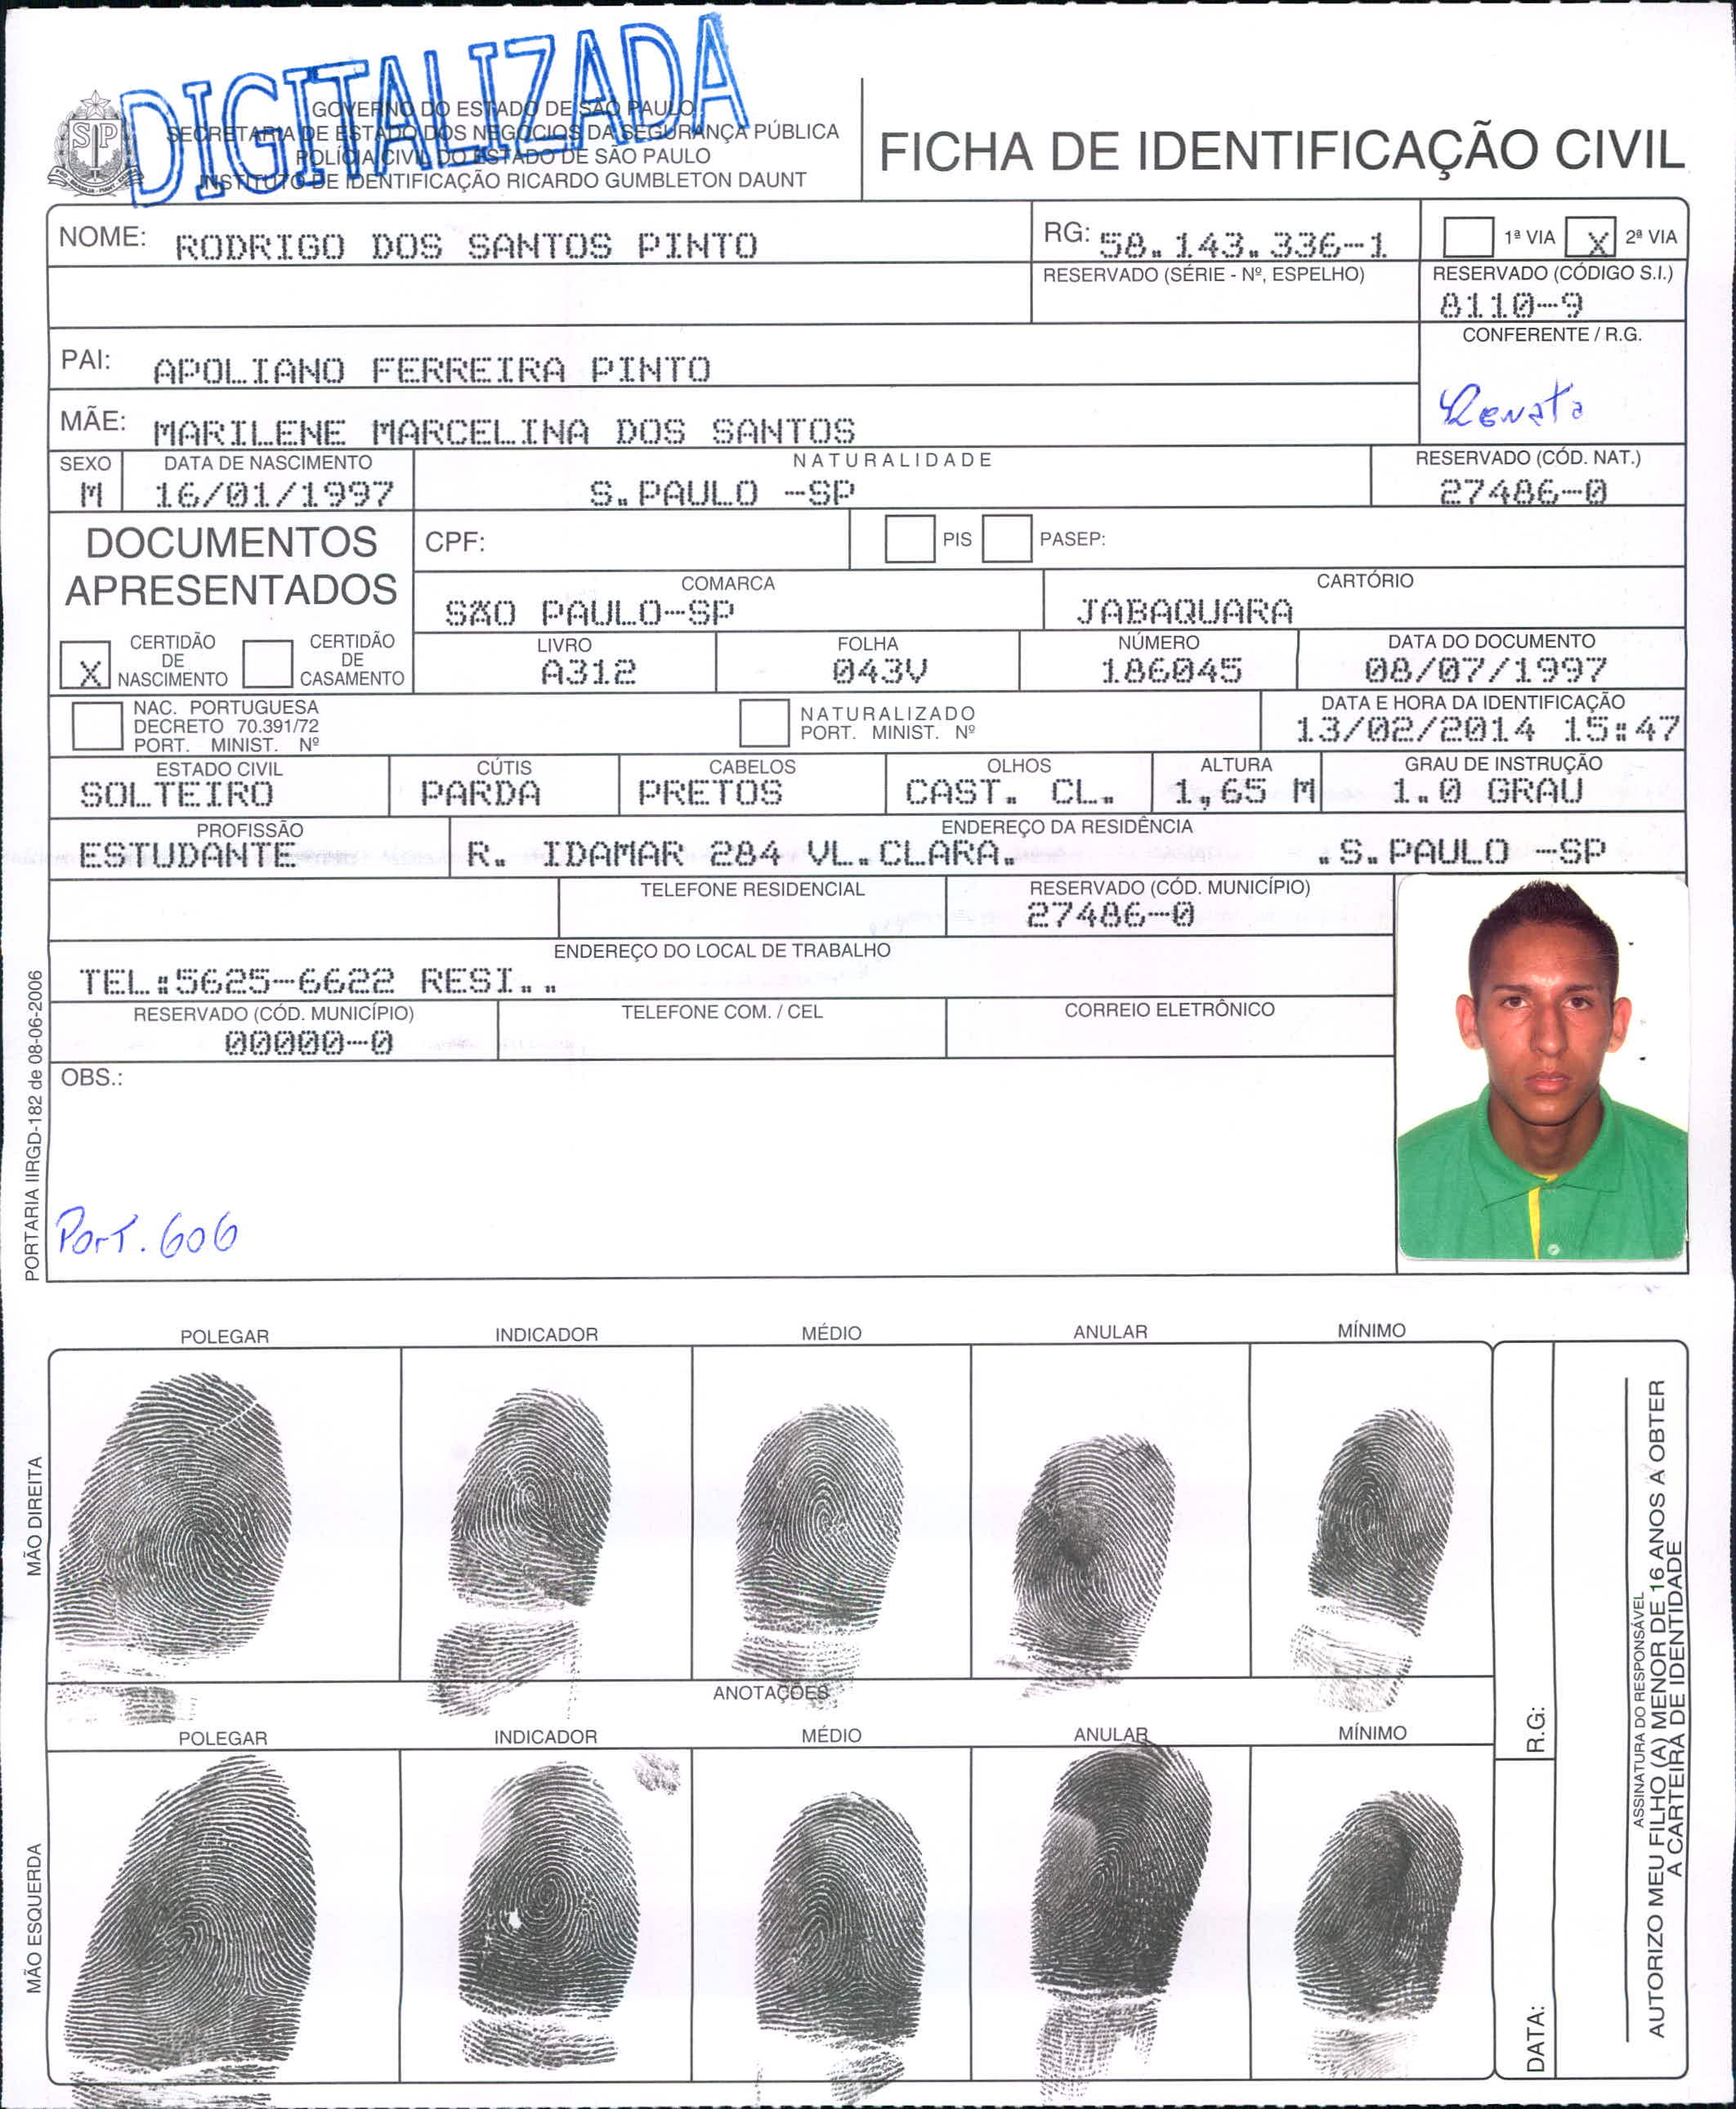 DIGITALIZADA
GOVERNO DO ESTADO DE SÃO PAULO
SECRETARIA DE ESTADO DOS NEGÓCIOS DA SEGURANÇA PÚBLICA
POLÍCIA CIVIL DO ESTADO DE SÃO PAULO
INSTITUTO DE IDENTIFICAÇÃO RICARDO GUMBLETON DAUNT
FICHA DE IDENTIFICAÇÃO CIVIL
NOME: RODRIGO DOS SANTOS PINTO
RG: 58.143.336-1
1ª VIA X 2ª VIA
RESERVADO (SÉRIE - Nº, ESPELHO)
RESERVADO (CÓDIGO S.I.)
8110-9
PAI: APOLIANO FERREIRA PINTO
CONFERENTE / R.G.
Renata
MÃE: MARILENE MARCELINA DOS SANTOS
SEXO
M
DATA DE NASCIMENTO
16/01/1997
NATURALIDADE
S.PAULO -SP
RESERVADO (CÓD. NAT.)
27486-0
DOCUMENTOS
APRESENTADOS
CPF:
PIS
PASEP:
COMARCA
SÃO PAULO-SP
CARTÓRIO
JABAQUARA
X CERTIDÃO
DE
NASCIMENTO
CERTIDÃO
DE
CASAMENTO
LIVRO
A312
FOLHA
043V
NÚMERO
186045
DATA DO DOCUMENTO
08/07/1997
NAC. PORTUGUESA
DECRETO 70.391/72
PORT. MINIST. Nº
NATURALIZADO
PORT. MINIST. Nº
DATA E HORA DA IDENTIFICAÇÃO
13/02/2014 15:47
ESTADO CIVIL
SOLTEIRO
CÚTIS
PARDA
CABELOS
PRETOS
OLHOS
CAST. CL.
ALTURA
1,65 M
GRAU DE INSTRUÇÃO
1.0 GRAU
PROFISSÃO
ESTUDANTE
ENDEREÇO DA RESIDÊNCIA
R. IDAMAR 284 VL.CLARA. .S.PAULO -SP
TELEFONE RESIDENCIAL
RESERVADO (CÓD. MUNICÍPIO)
27486-0
ENDEREÇO DO LOCAL DE TRABALHO
TEL:5625-6622 RESI..
RESERVADO (CÓD. MUNICÍPIO)
00000-0
TELEFONE COM. / CEL
CORREIO ELETRÔNICO
OBS.:
Port. 606
PORTARIA IIRGD-182 de 08-06-2006
POLEGAR INDICADOR MÉDIO ANULAR MÍNIMO
MÃO DIREITA
ANOTAÇÕES
POLEGAR INDICADOR MÉDIO ANULAR MÍNIMO
MÃO ESQUERDA
R.G:
DATA:
ASSINATURA DO RESPONSÁVEL
AUTORIZO MEU FILHO (A) MENOR DE 16 ANOS A OBTER
A CARTEIRA DE IDENTIDADE